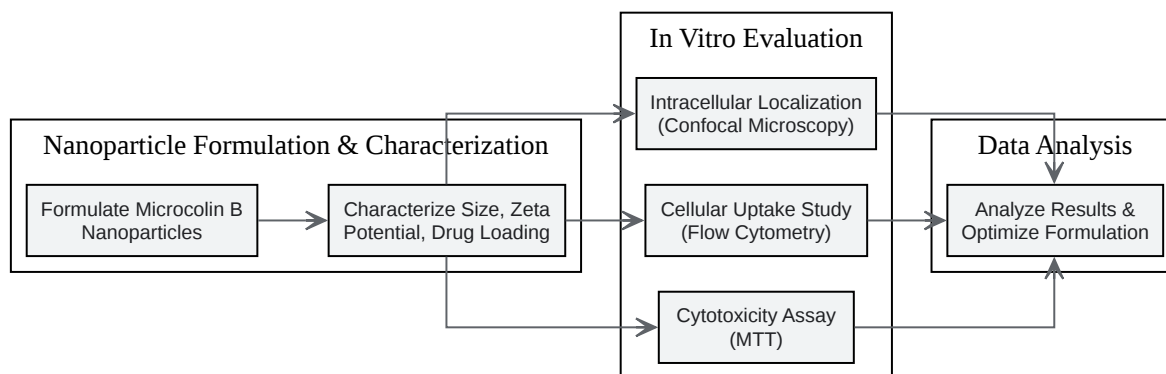 Nanoparticle Formulation & Characterization
Formulate Microcolin B
Nanoparticles
Characterize Size, Zeta
Potential, Drug Loading
In Vitro Evaluation
Intracellular Localization
(Confocal Microscopy)
Cellular Uptake Study
(Flow Cytometry)
Cytotoxicity Assay
(MTT)
Data Analysis
Analyze Results &
Optimize Formulation